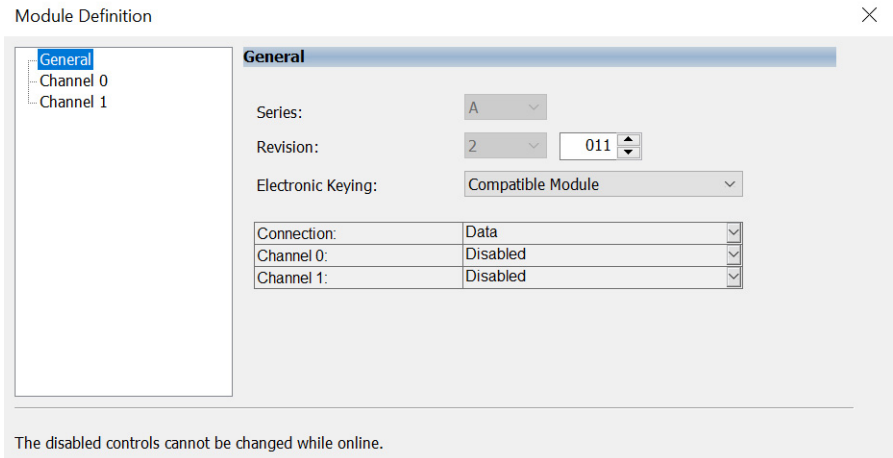 Module Definition
General
Channel 0
Channel 1
General
Series: A
Revision: 2 011
Electronic Keying: Compatible Module
Connection: Data
Channel 0: Disabled
Channel 1: Disabled
The disabled controls cannot be changed while online.